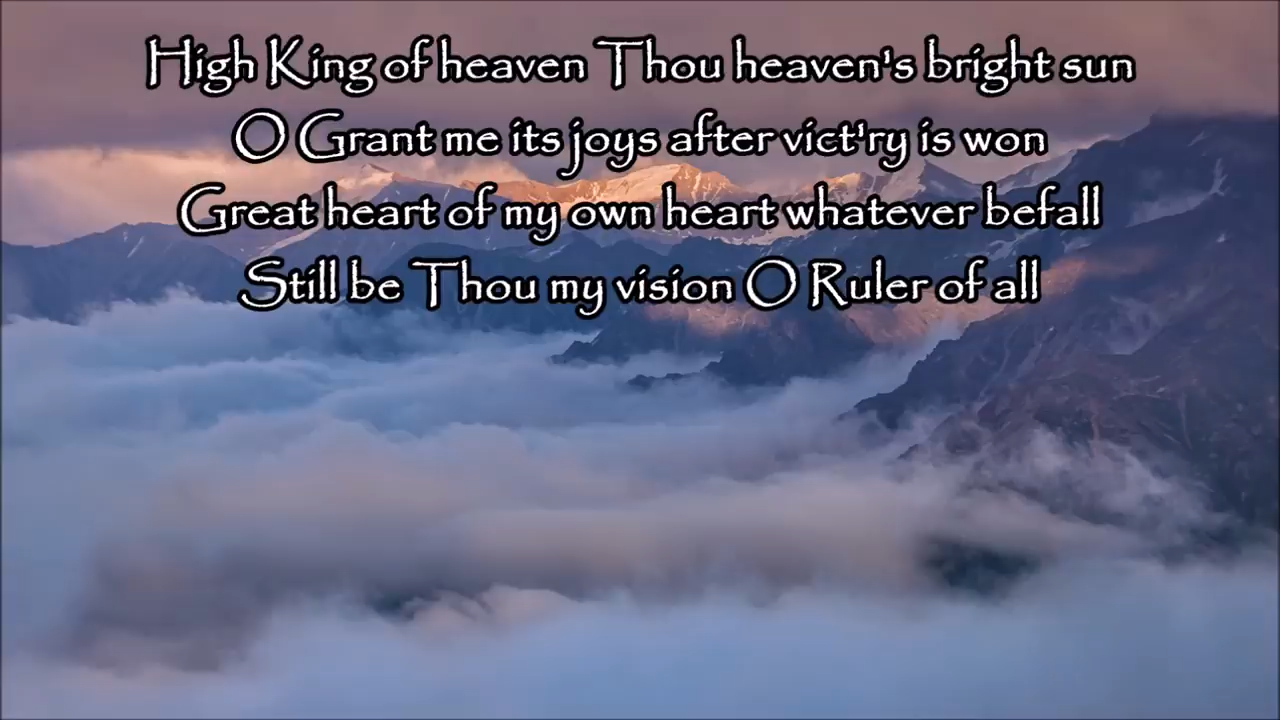 High King of heaven Thou heaven's bright sun
O Grant me its joys after vict'ry is won
Great heart of my own heart whatever befall
Still be Thou my vision O Ruler of all